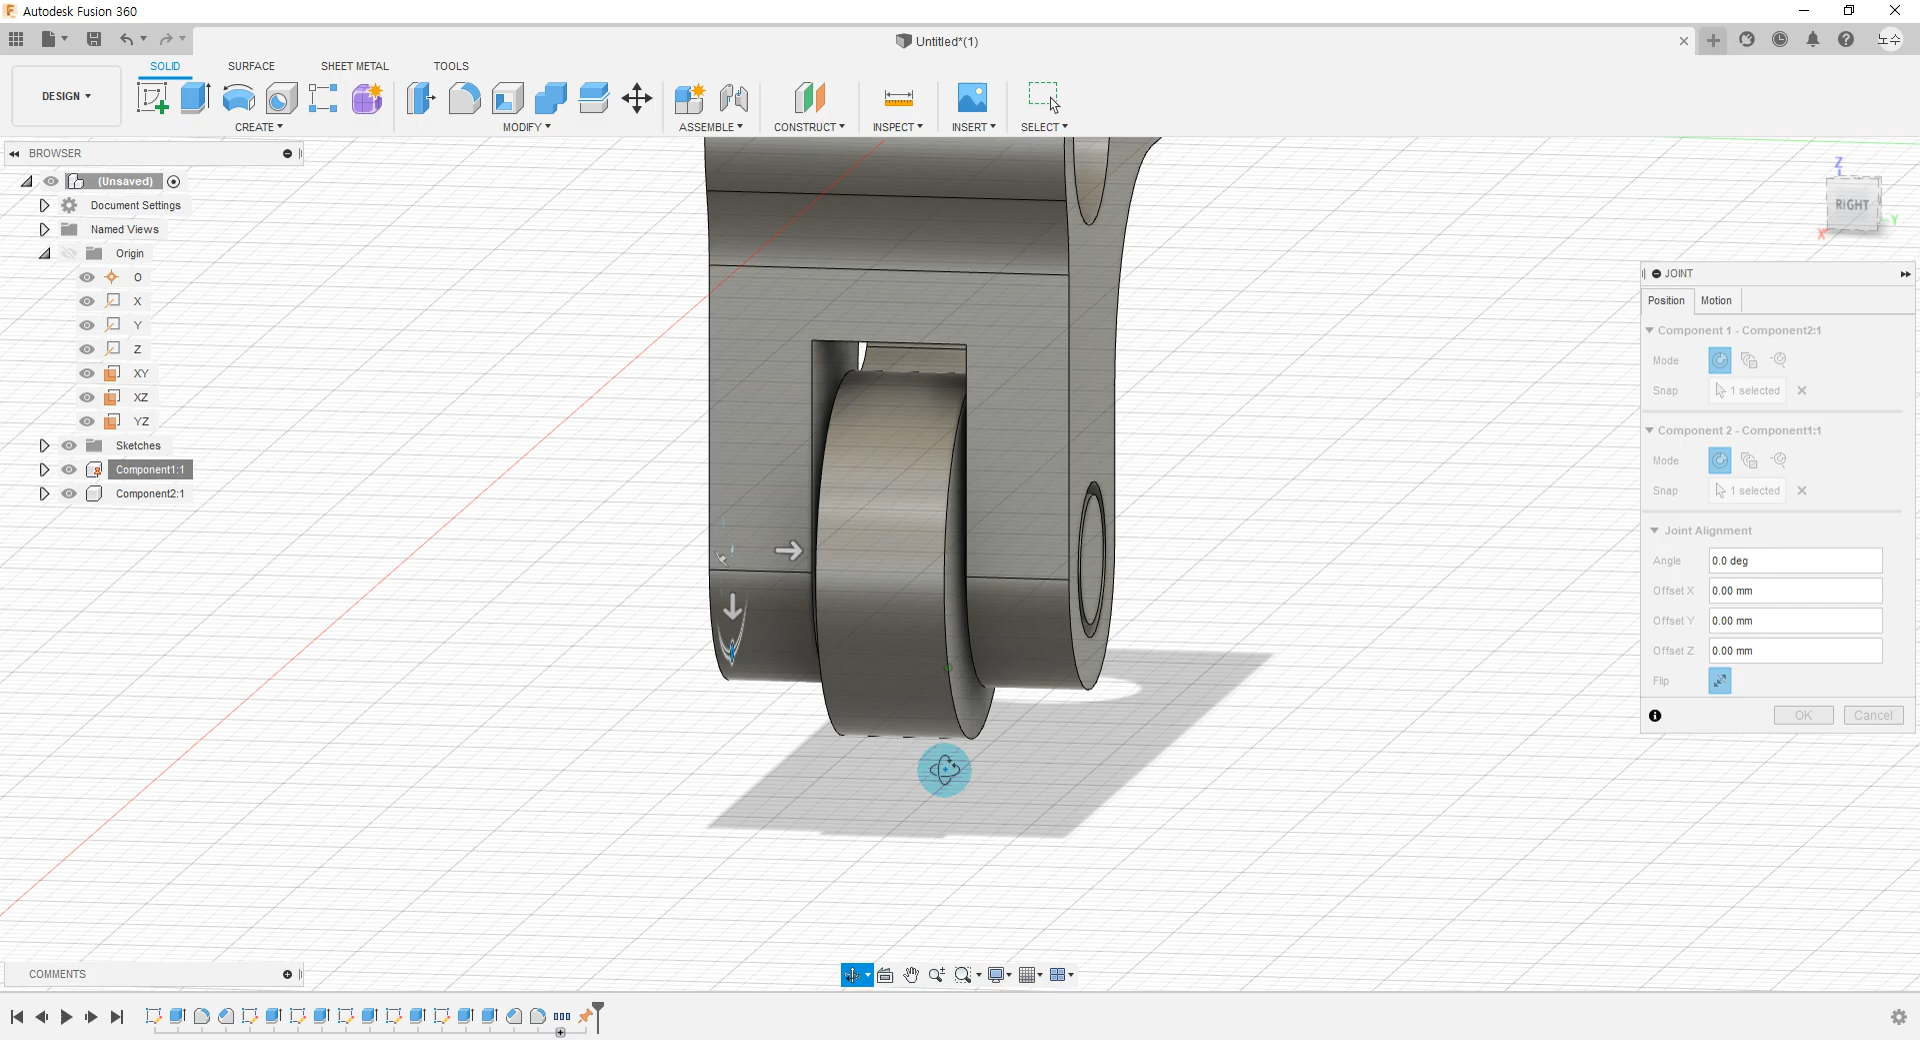 Autodesk Fusion 360
Untitled*(1)
노수
DESIGN
SOLID
SURFACE
SHEET METAL
TOOLS
CREATE
MODIFY
ASSEMBLE
CONSTRUCT
INSPECT
INSERT
SELECT
BROWSER
(Unsaved)
Document Settings
Named Views
Origin
O
X
Y
Z
XY
XZ
YZ
Sketches
Component1:1
Component2:1
Z
RIGHT
Y
X
JOINT
Position Motion
Component 1 - Component2:1
Mode
Snap 1 selected
Component 2 - Component1:1
Mode
Snap 1 selected
Joint Alignment
Angle 0.0 deg
Offset X 0.00 mm
Offset Y 0.00 mm
Offset Z 0.00 mm
Flip
OK Cancel
COMMENTS